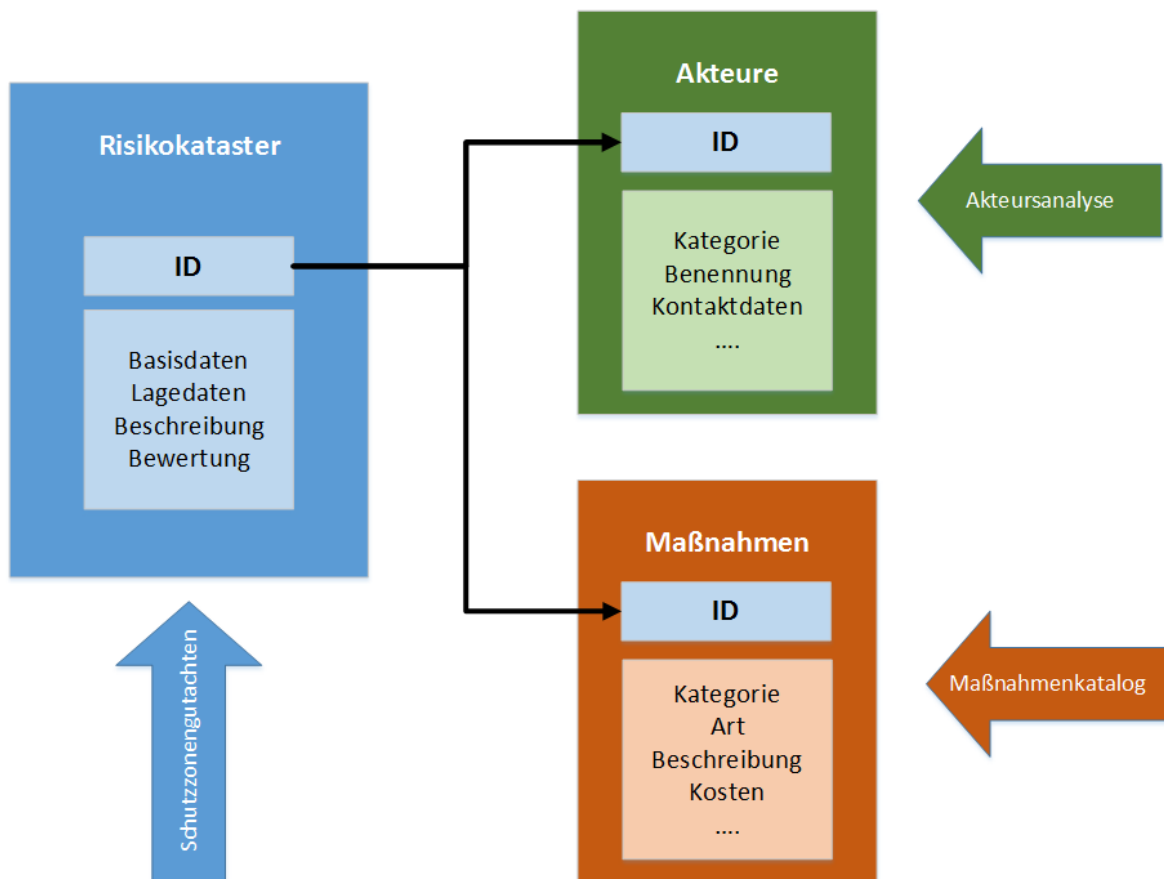 Risikokataster
ID
Basisdaten
Lagedaten
Beschreibung
Bewertung
Schutzzonengutachten
Akteure
ID
Kategorie
Benennung
Kontaktdaten
....
Akteursanalyse
Maßnahmen
ID
Kategorie
Art
Beschreibung
Kosten
....
Maßnahmenkatalog